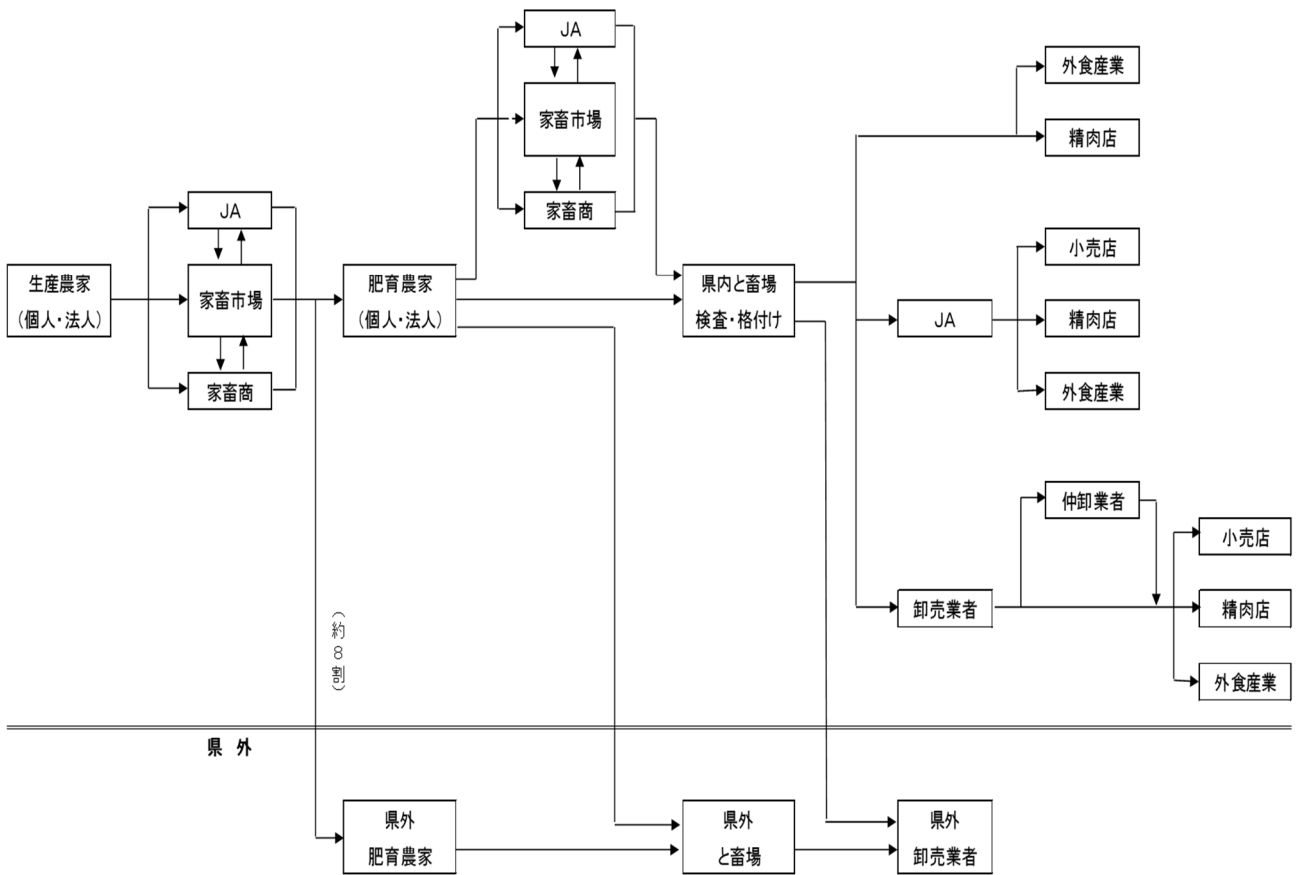 JA
家畜市場
家畜商
外食産業
精肉店
JA
家畜市場
家畜商
生産農家
（個人・法人）
肥育農家
（個人・法人）
県内と畜場
検査・格付け
小売店
JA
精肉店
外食産業
仲卸業者
卸売業者
小売店
精肉店
外食産業
（約８割）
県 外
県外
肥育農家
県外
と畜場
県外
卸売業者